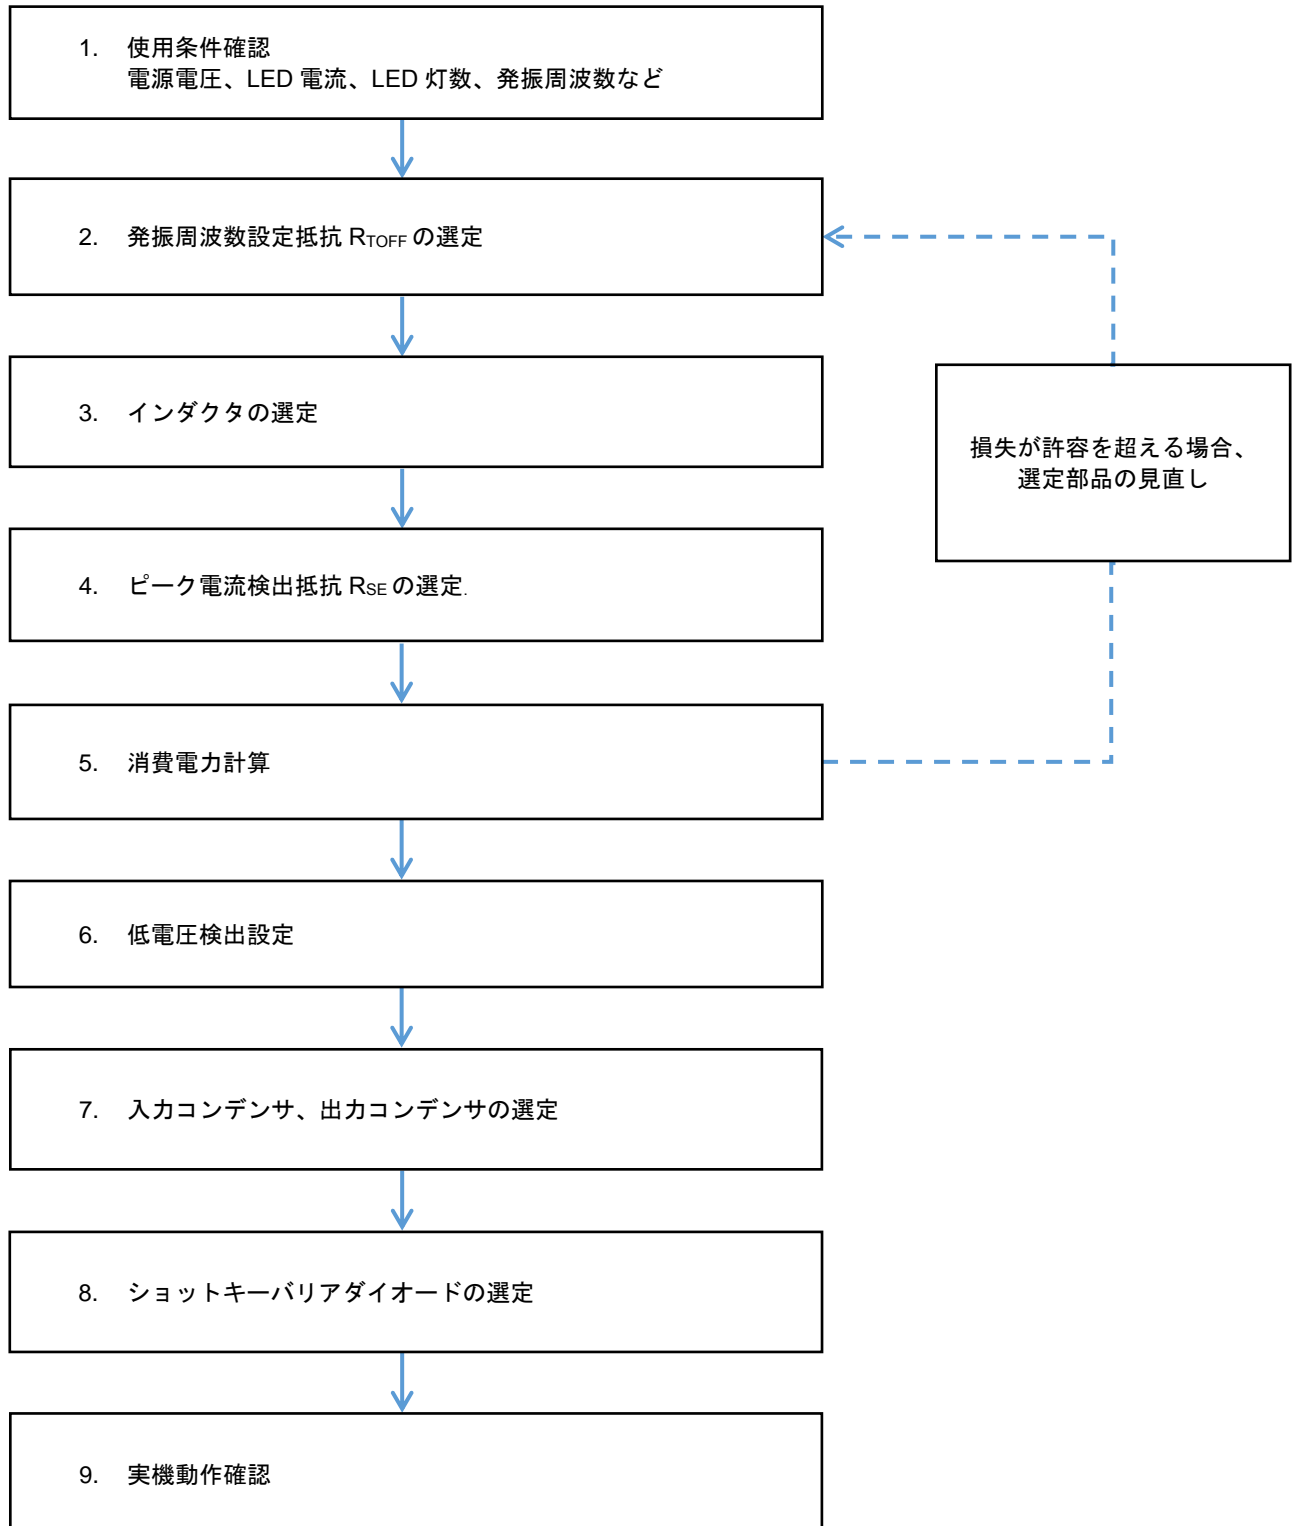 1. 使用条件確認
電源電圧、LED 電流、LED 灯数、発振周波数など
2. 発振周波数設定抵抗 RTOFF の選定
3. インダクタの選定
4. ピーク電流検出抵抗 RSE の選定.
5. 消費電力計算
損失が許容を超える場合、
選定部品の見直し
6. 低電圧検出設定
7. 入力コンデンサ、出力コンデンサの選定
8. ショットキーバリアダイオードの選定
9. 実機動作確認